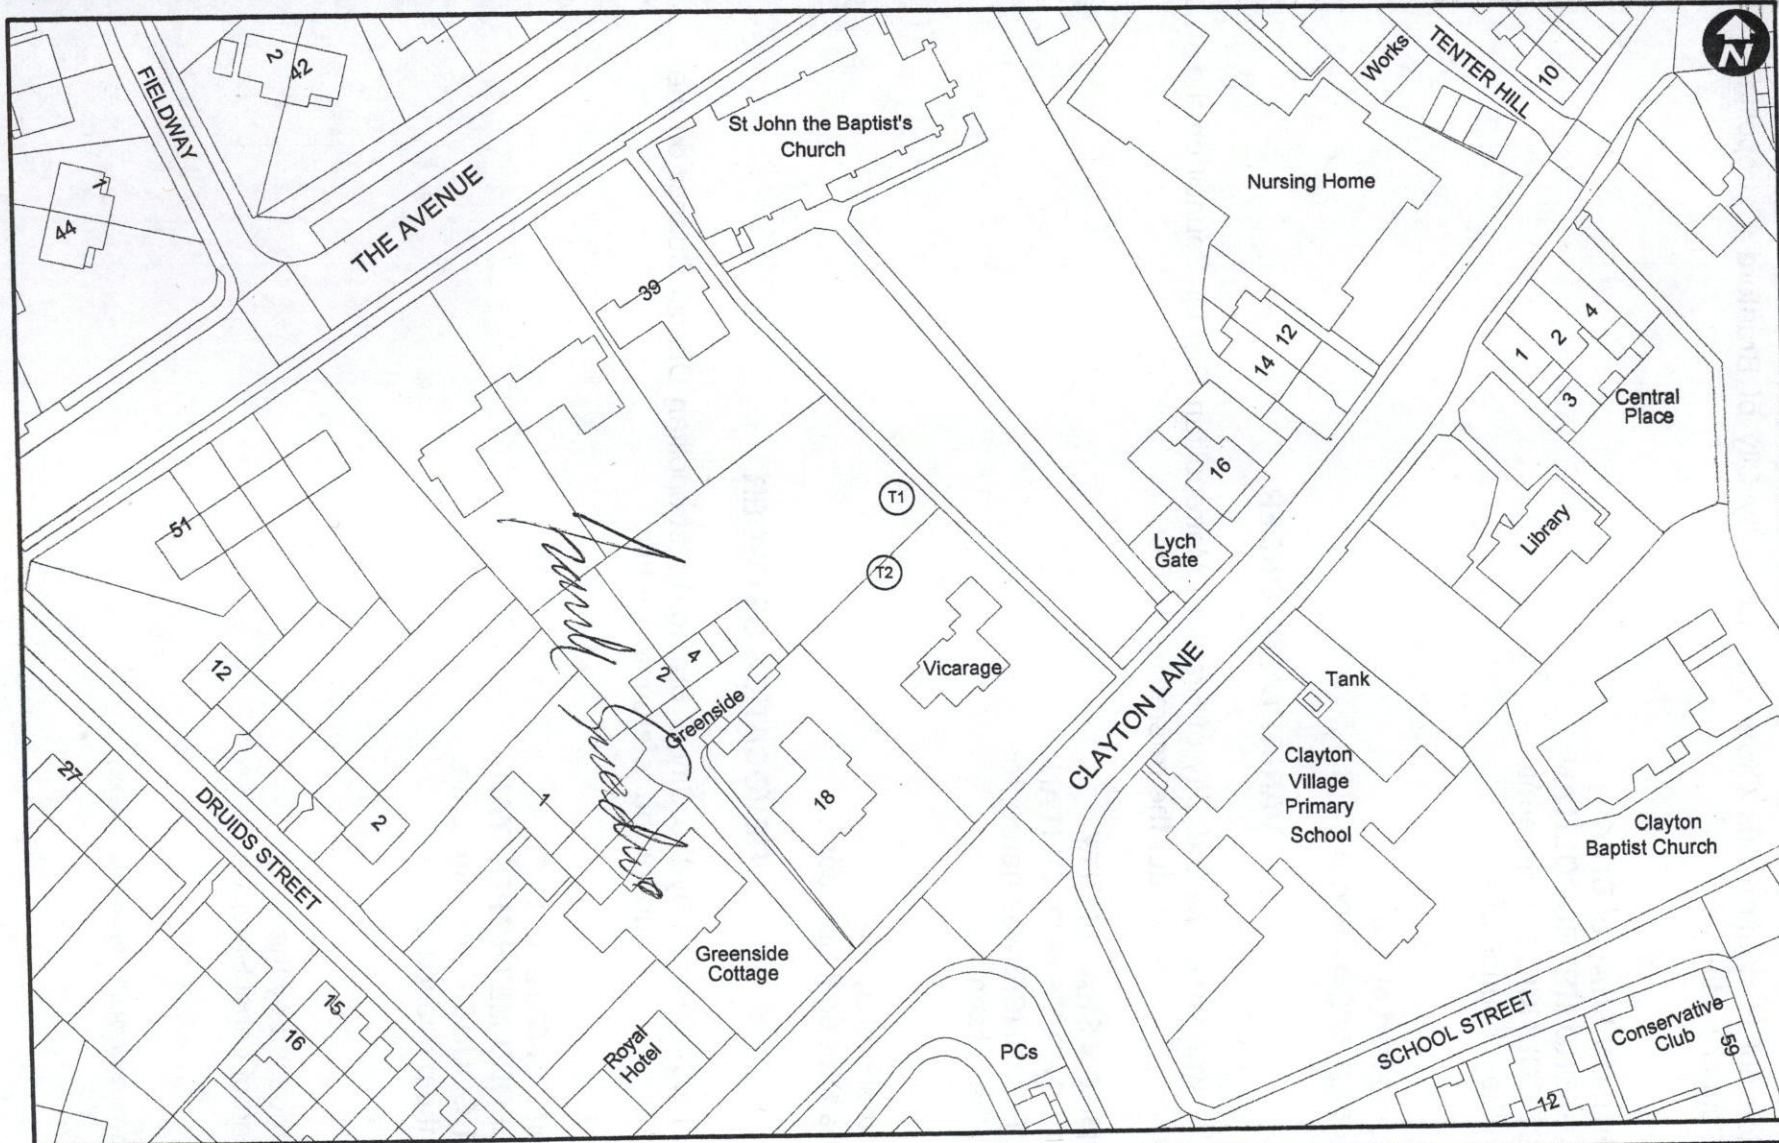 N
FIELDWAY
2
42
7
44
THE AVENUE
St John the Baptist's
Church
Works
TENTER HILL
10
Nursing Home
39
12
14
16
1
2
4
3
Central
Place
Library
Lych
Gate
T1
T2
51
12
2
4
Greenside
Vicarage
18
CLAYTON LANE
Tank
Clayton
Village
Primary
School
Clayton
Baptist Church
27
DRUIDS STREET
2
1
Greenside
Cottage
15
16
Royal
Hotel
PCs
SCHOOL STREET
Conservative
Club
59
12